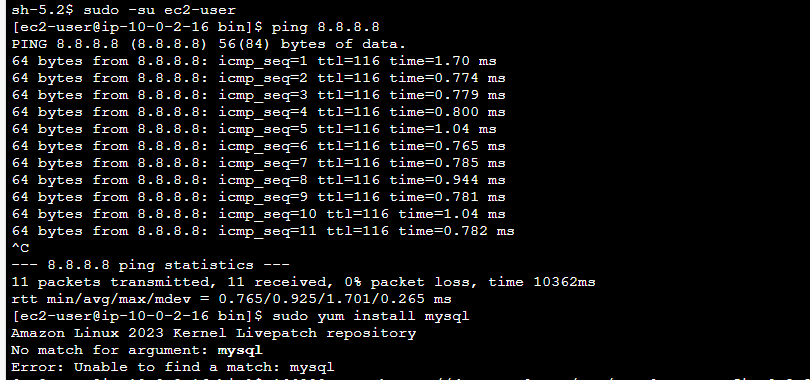 sh-5.2$ sudo -su ec2-user
[ec2-user@ip-10-0-2-16 bin]$ ping 8.8.8.8
PING 8.8.8.8 (8.8.8.8) 56(84) bytes of data.
64 bytes from 8.8.8.8: icmp_seq=1 ttl=116 time=1.70 ms
64 bytes from 8.8.8.8: icmp_seq=2 ttl=116 time=0.774 ms
64 bytes from 8.8.8.8: icmp_seq=3 ttl=116 time=0.779 ms
64 bytes from 8.8.8.8: icmp_seq=4 ttl=116 time=0.800 ms
64 bytes from 8.8.8.8: icmp_seq=5 ttl=116 time=1.04 ms
64 bytes from 8.8.8.8: icmp_seq=6 ttl=116 time=0.765 ms
64 bytes from 8.8.8.8: icmp_seq=7 ttl=116 time=0.785 ms
64 bytes from 8.8.8.8: icmp_seq=8 ttl=116 time=0.944 ms
64 bytes from 8.8.8.8: icmp_seq=9 ttl=116 time=0.781 ms
64 bytes from 8.8.8.8: icmp_seq=10 ttl=116 time=1.04 ms
64 bytes from 8.8.8.8: icmp_seq=11 ttl=116 time=0.782 ms
^C
--- 8.8.8.8 ping statistics ---
11 packets transmitted, 11 received, 0% packet loss, time 10362ms
rtt min/avg/max/mdev = 0.765/0.925/1.701/0.265 ms
[ec2-user@ip-10-0-2-16 bin]$ sudo yum install mysql
Amazon Linux 2023 Kernel Livepatch repository
No match for argument: mysql
Error: Unable to find a match: mysql